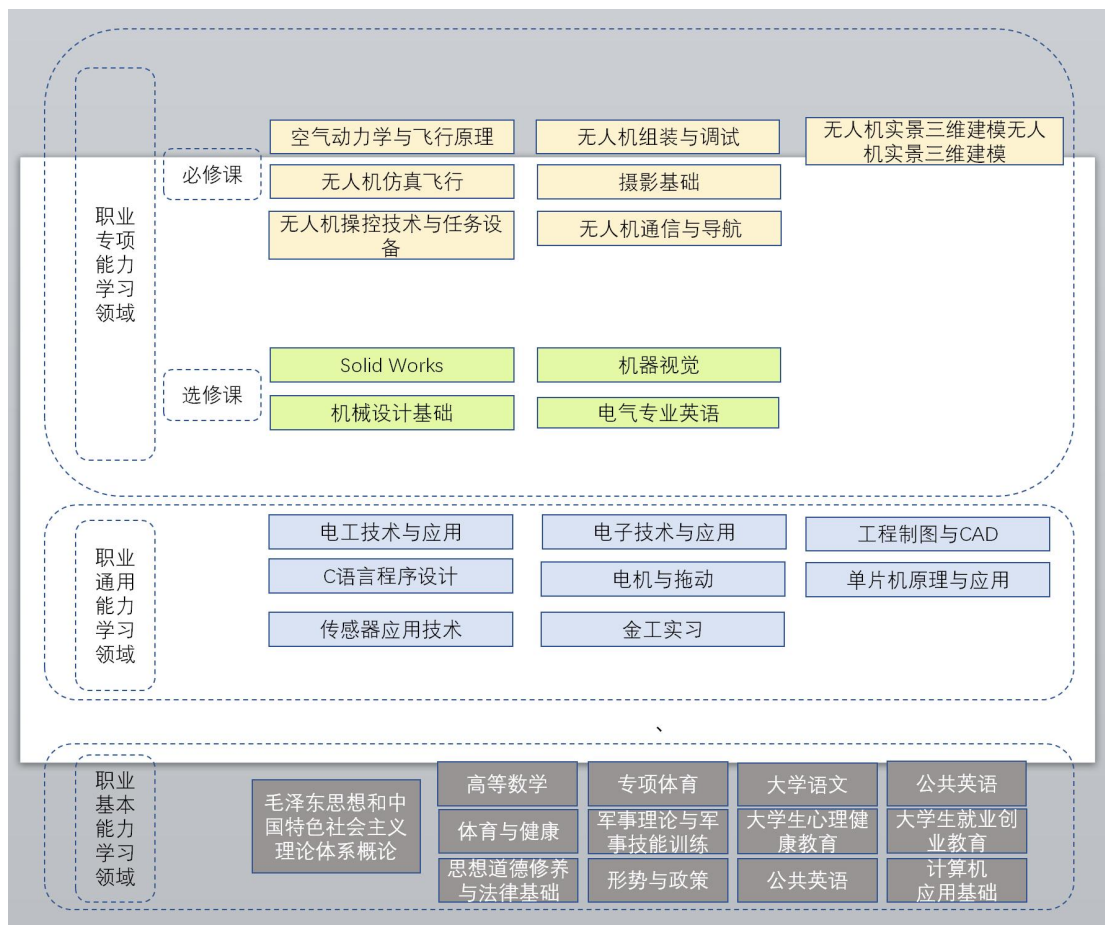 职业
专项
能力
学习
领域
必修课
空气动力学与飞行原理
无人机组装与调试
无人机实景三维建模无人
机实景三维建模
无人机仿真飞行
摄影基础
无人机操控技术与任务设
备
无人机通信与导航
选修课
Solid Works
机器视觉
机械设计基础
电气专业英语
职业
通用
能力
学习
领域
电工技术与应用
电子技术与应用
工程制图与CAD
C语言程序设计
电机与拖动
单片机原理与应用
传感器应用技术
金工实习
、
职业
基本
能力
学习
领域
毛泽东思想和中
国特色社会主义
理论体系概论
高等数学
专项体育
大学语文
公共英语
体育与健康
军事理论与军
事技能训练
大学生心理健
康教育
大学生就业创
业教育
思想道德修养
与法律基础
形势与政策
公共英语
计算机
应用基础